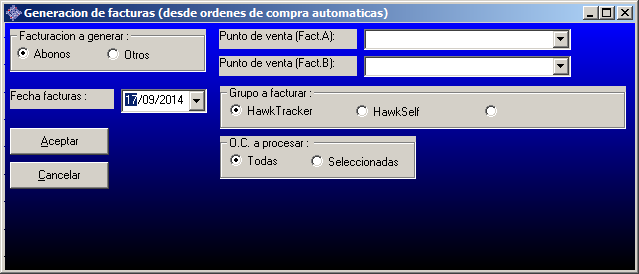 Generacion de facturas (desde ordenes de compra automaticas)
Facturacion a generar :
Abonos Otros
Punto de venta (Fact.A):
Punto de venta (Fact.B):
Fecha facturas :
17/09/2014
Grupo a facturar :
HawkTracker HawkSelf
Aceptar
O.C. a procesar :
Todas Seleccionadas
Cancelar